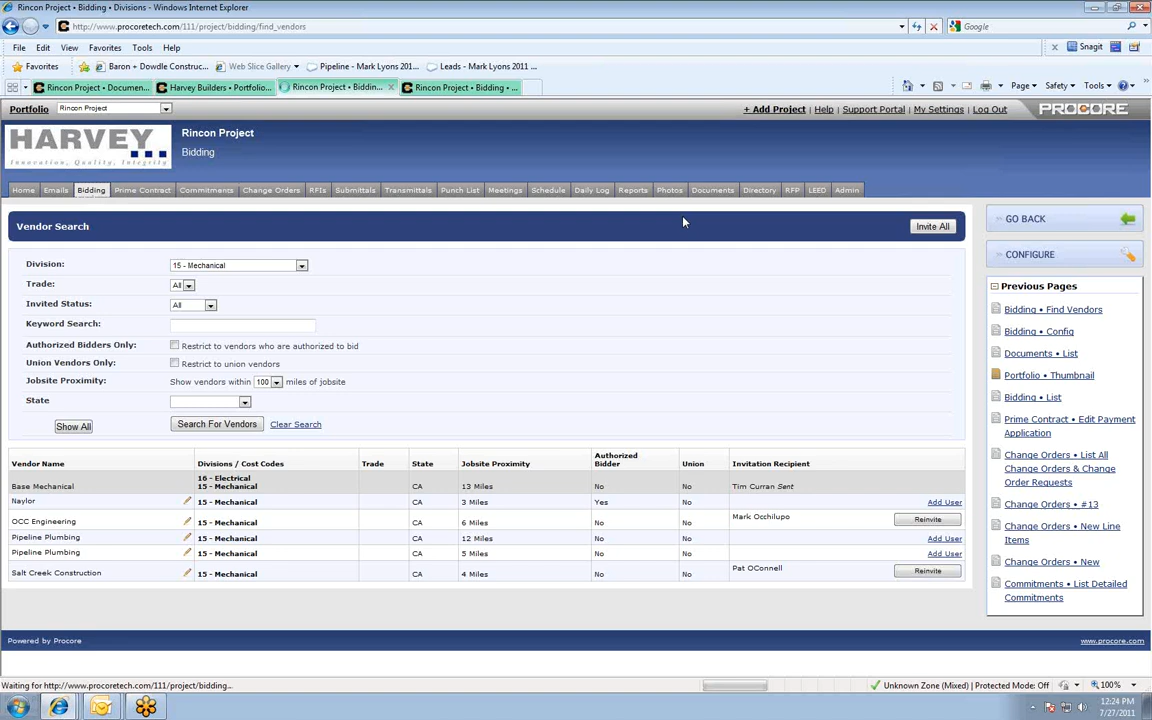 Rincon Project • Bidding • Divisions - Windows Internet Explorer
http://www.procoretech.com/111/project/bidding/find_vendors
Google
File Edit View Favorites Tools Help
Snagit
Favorites
Baron + Dowdle Construc...
Web Slice Gallery
Pipeline - Mark Lyons 201...
Leads - Mark Lyons 2011 ...
Rincon Project • Documen...
Harvey Builders • Portfolio...
Rincon Project • Biddin...
Rincon Project • Bidding • ...
Page
Safety
Tools
Portfolio
Rincon Project
+ Add Project
Help
Support Portal
My Settings
Log Out
PROCORE
HARVEY
Innovation, Quality, Integrity
Rincon Project
Bidding
Home Emails Bidding Prime Contract Commitments Change Orders RFIs Submittals Transmittals Punch List Meetings Schedule Daily Log Reports Photos Documents Directory RFP LEED Admin
Vendor Search
Invite All
Division: 15 - Mechanical
Trade: All
Invited Status: All
Keyword Search:
Authorized Bidders Only: Restrict to vendors who are authorized to bid
Union Vendors Only: Restrict to union vendors
Jobsite Proximity: Show vendors within 100 miles of jobsite
State
Show All
Search For Vendors
Clear Search
Vendor Name Divisions / Cost Codes Trade State Jobsite Proximity Authorized Bidder Union Invitation Recipient
16 - Electrical
Base Mechanical 15 - Mechanical CA 13 Miles No No Tim Curran Sent
Naylor 15 - Mechanical CA 3 Miles Yes No Add User
OCC Engineering 15 - Mechanical CA 6 Miles No No Mark Occhilupo Reinvite
Pipeline Plumbing 15 - Mechanical CA 12 Miles No No Add User
Pipeline Plumbing 15 - Mechanical CA 5 Miles No No Add User
Salt Creek Construction 15 - Mechanical CA 4 Miles No No Pat OConnell Reinvite
GO BACK
CONFIGURE
Previous Pages
Bidding • Find Vendors
Bidding • Config
Documents • List
Portfolio • Thumbnail
Bidding • List
Prime Contract • Edit Payment
Application
Change Orders • List All
Change Orders & Change
Order Requests
Change Orders • #13
Change Orders • New Line
Items
Change Orders • New
Commitments • List Detailed
Commitments
Powered by Procore
www.procore.com
Waiting for http://www.procoretech.com/111/project/bidding...
Unknown Zone (Mixed) | Protected Mode: Off
100%
12:24 PM
7/27/2011